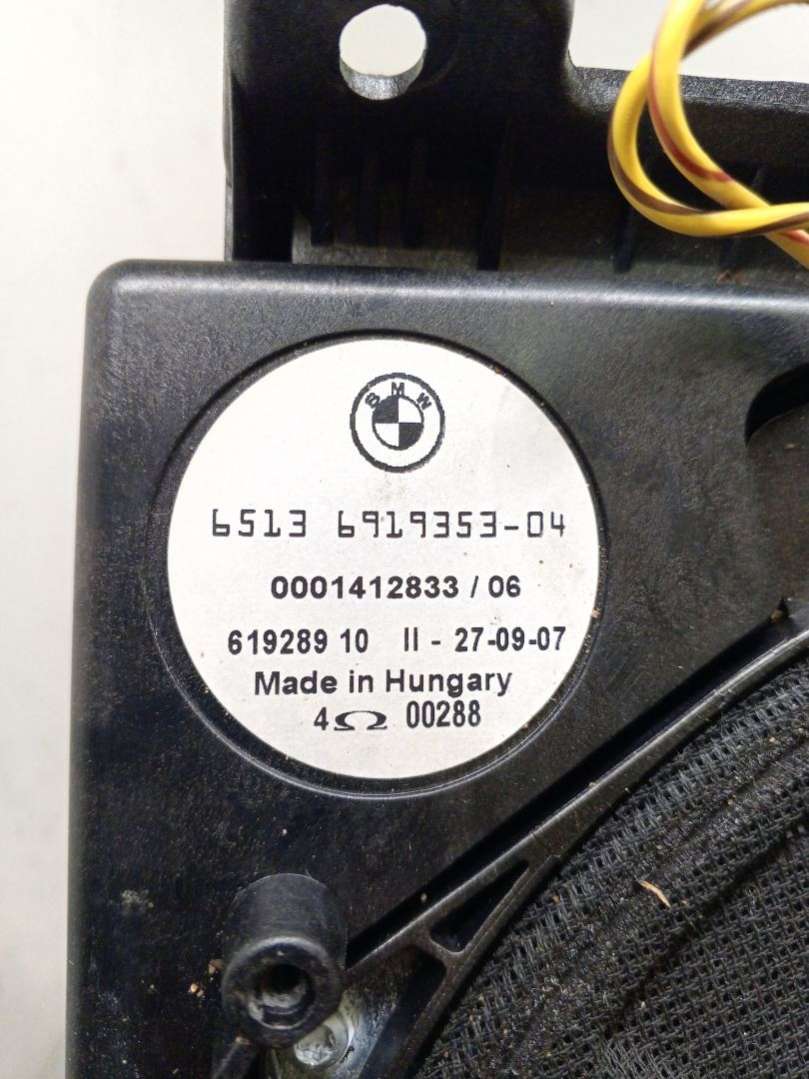 BMW
6513 6919353-04
0001412833 / 06
619289 10 II - 27-09-07
Made in Hungary
4Ω 00288